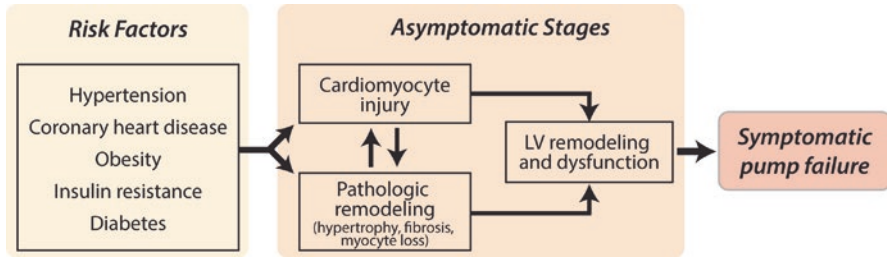 Risk Factors
Hypertension
Coronary heart disease
Obesity
Insulin resistance
Diabetes
Asymptomatic Stages
Cardiomyocyte
injury
Pathologic
remodeling
(hypertrophy, fibrosis,
myocyte loss)
LV remodeling
and dysfunction
Symptomatic
pump failure